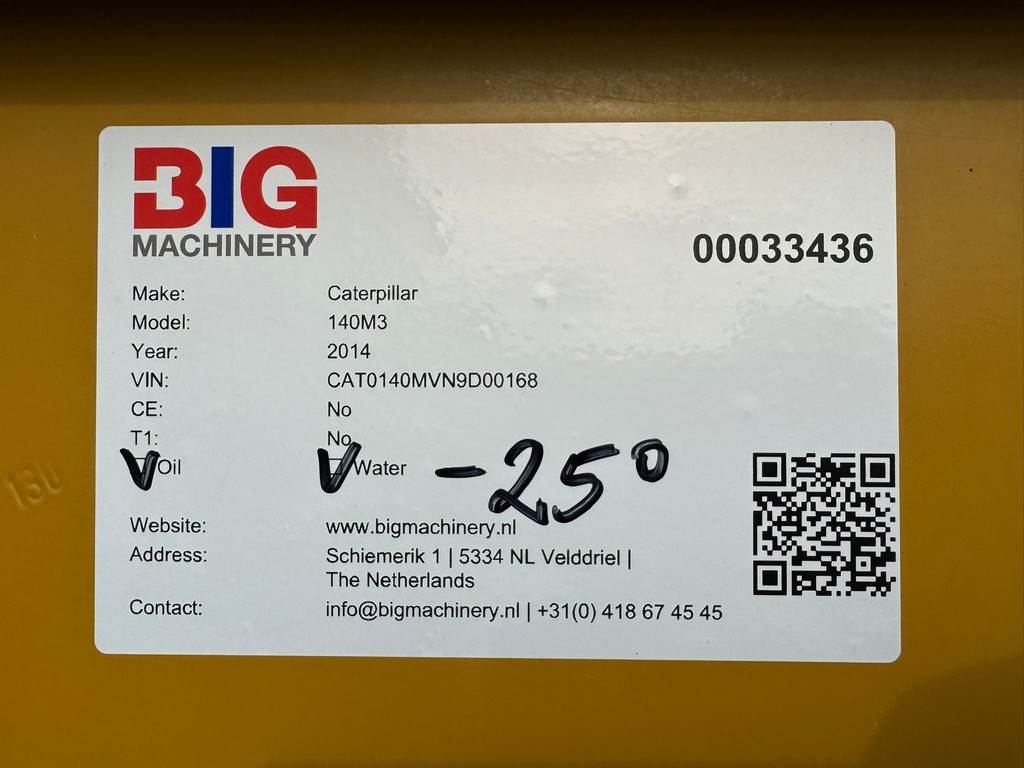 BIG
MACHINERY
00033436
Make: Caterpillar
Model: 140M3
Year: 2014
VIN: CAT0140MVN9D00168
CE: No
T1: No
V Oil V Water -25°
Website: www.bigmachinery.nl
Address: Schiemerik 1 | 5334 NL Velddriel |
The Netherlands
Contact: info@bigmachinery.nl | +31(0) 418 67 45 45